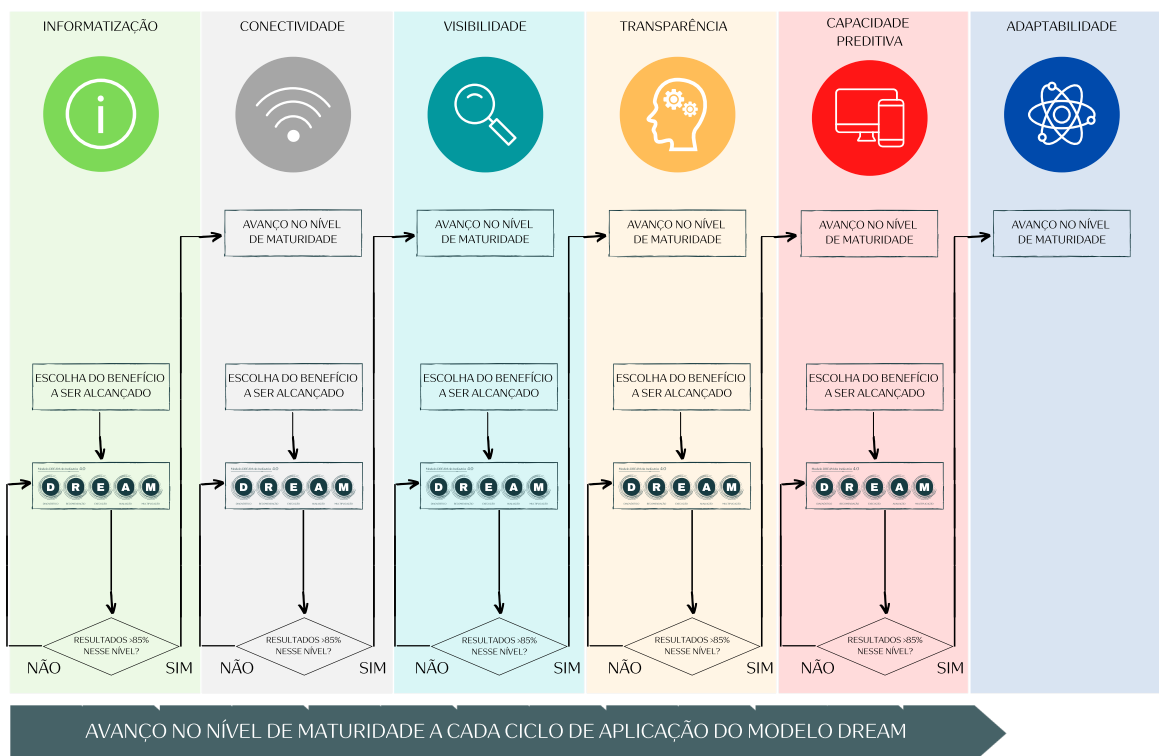 INFORMATIZAÇÃO
CONECTIVIDADE
VISIBILIDADE
TRANSPARÊNCIA
CAPACIDADE
PREDITIVA
ADAPTABILIDADE
AVANÇO NO NÍVEL
DE MATURIDADE
AVANÇO NO NÍVEL
DE MATURIDADE
AVANÇO NO NÍVEL
DE MATURIDADE
AVANÇO NO NÍVEL
DE MATURIDADE
AVANÇO NO NÍVEL
DE MATURIDADE
ESCOLHA DO BENEFÍCIO
A SER ALCANÇADO
ESCOLHA DO BENEFÍCIO
A SER ALCANÇADO
ESCOLHA DO BENEFÍCIO
A SER ALCANÇADO
ESCOLHA DO BENEFÍCIO
A SER ALCANÇADO
ESCOLHA DO BENEFÍCIO
A SER ALCANÇADO
D R E A M
D R E A M
D R E A M
D R E A M
D R E A M
RESULTADOS >85%
NESSE NÍVEL?
NÃO
SIM
RESULTADOS >85%
NESSE NÍVEL?
NÃO
SIM
RESULTADOS >85%
NESSE NÍVEL?
NÃO
SIM
RESULTADOS >85%
NESSE NÍVEL?
NÃO
SIM
RESULTADOS >85%
NESSE NÍVEL?
NÃO
SIM
AVANÇO NO NÍVEL DE MATURIDADE A CADA CICLO DE APLICAÇÃO DO MODELO DREAM